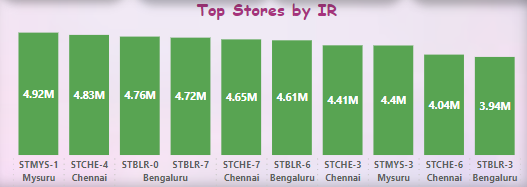 Top Stores by IR
4.92M 4.83M 4.76M 4.72M 4.65M 4.61M 4.41M 4.4M 4.04M 3.94M
STMYS-1 STCHE-4 STBLR-0 STBLR-7 STCHE-7 STBLR-6 STCHE-3 STMYS-3 STCHE-6 STBLR-3
Mysuru Chennai Bengaluru Chennai Bengaluru Chennai Mysuru Chennai Bengaluru